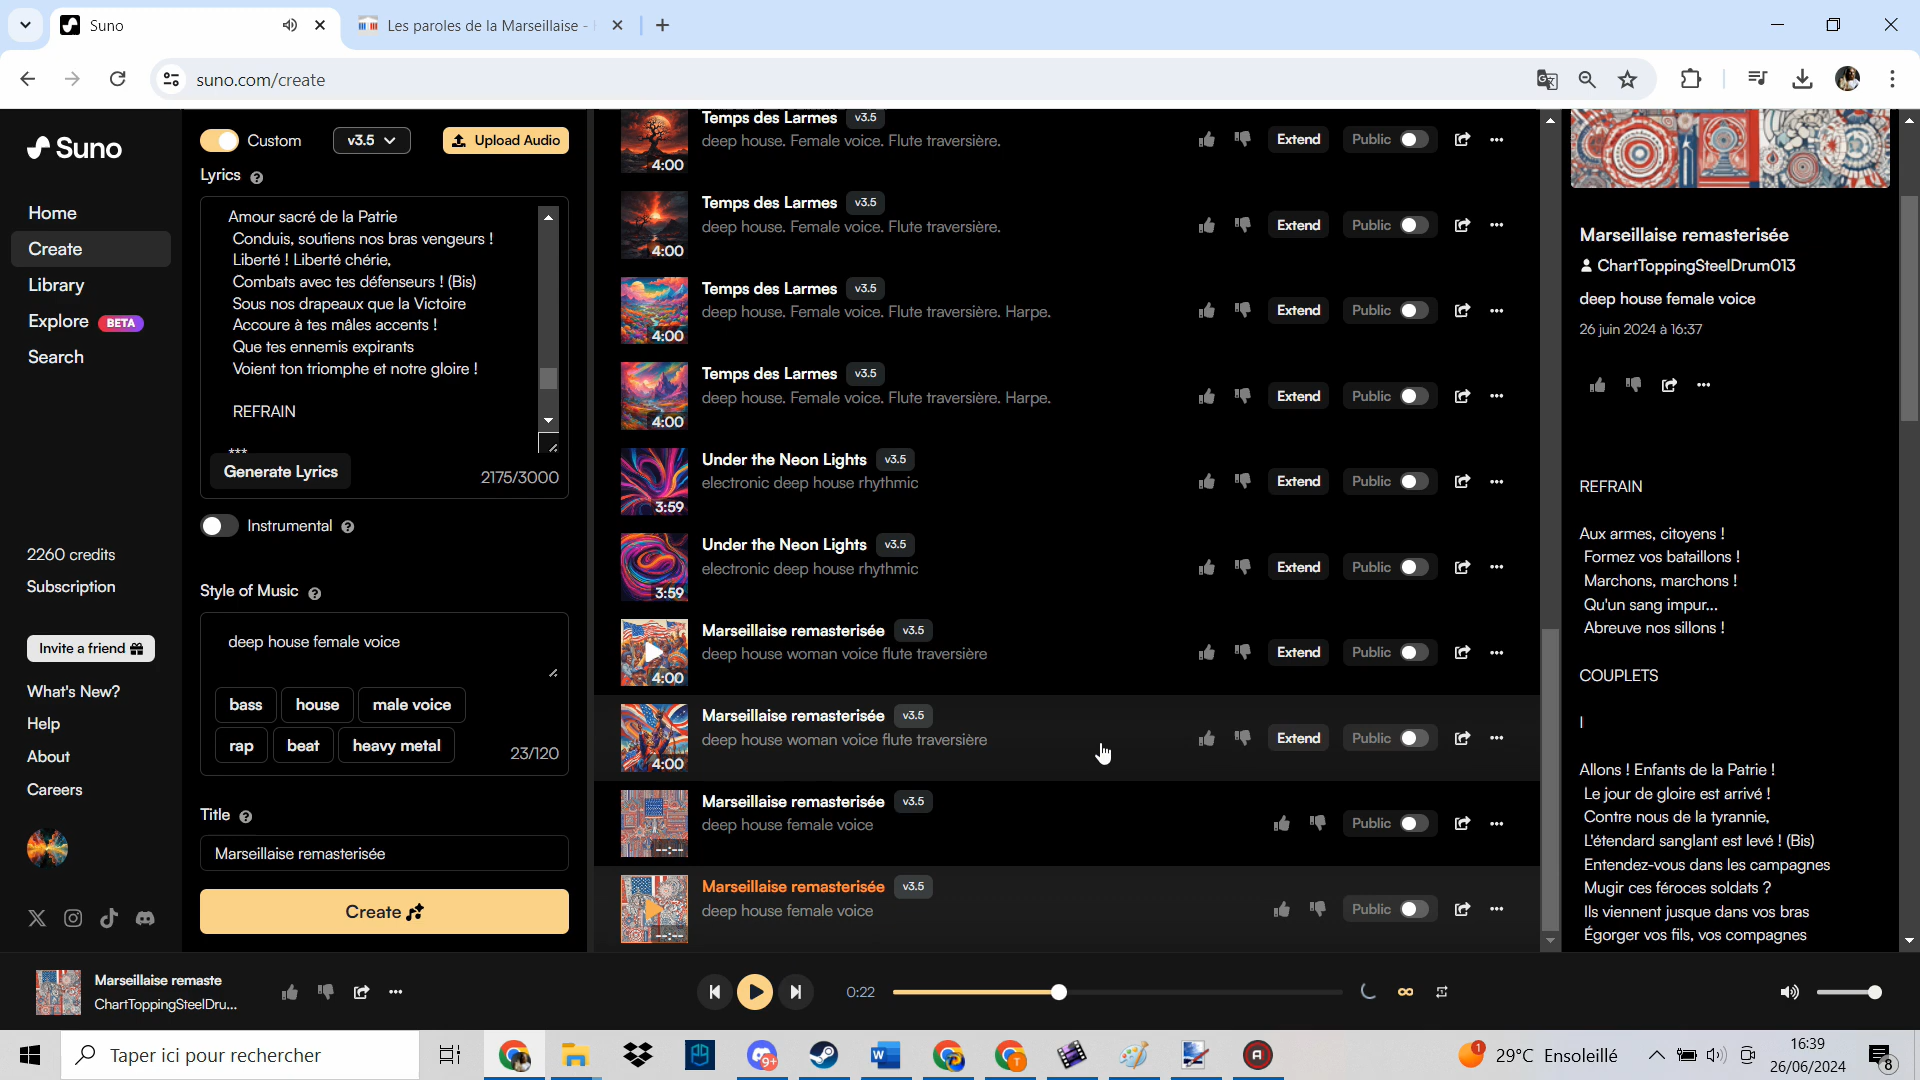 Suno
Les paroles de la Marseillaise -
suno.com/create
Suno
Home
Create
Library
Explore BETA
Search
2260 credits
Subscription
Invite a friend
What's New?
Help
About
Careers
Custom
v3.5
Upload Audio
Lyrics
Amour sacré de la Patrie
Conduis, soutiens nos bras vengeurs !
Liberté ! Liberté chérie,
Combats avec tes défenseurs ! (Bis)
Sous nos drapeaux que la Victoire
Accoure à tes mâles accents !
Que tes ennemis expirants
Voient ton triomphe et notre gloire !
REFRAIN
***
Generate Lyrics
2175/3000
Instrumental
Style of Music
deep house female voice
bass house male voice
rap beat heavy metal
23/120
Title
Marseillaise remasterisée
Create
Temps des Larmes v3.5
deep house. Female voice. Flute traversière.
4:00
Extend Public
Temps des Larmes v3.5
deep house. Female voice. Flute traversière.
4:00
Extend Public
Temps des Larmes v3.5
deep house. Female voice. Flute traversière. Harpe.
4:00
Extend Public
Temps des Larmes v3.5
deep house. Female voice. Flute traversière. Harpe.
4:00
Extend Public
Under the Neon Lights v3.5
electronic deep house rhythmic
3:59
Extend Public
Under the Neon Lights v3.5
electronic deep house rhythmic
3:59
Extend Public
Marseillaise remasterisée v3.5
deep house woman voice flute traversière
4:00
Extend Public
Marseillaise remasterisée v3.5
deep house woman voice flute traversière
4:00
Extend Public
Marseillaise remasterisée v3.5
deep house female voice
--:--
Public
Marseillaise remasterisée v3.5
deep house female voice
--:--
Public
Marseillaise remasterisée
ChartToppingSteelDrum013
deep house female voice
26 juin 2024 à 16:37
REFRAIN
Aux armes, citoyens !
Formez vos bataillons !
Marchons, marchons !
Qu'un sang impur...
Abreuve nos sillons !
COUPLETS
I
Allons ! Enfants de la Patrie !
Le jour de gloire est arrivé !
Contre nous de la tyrannie,
L'étendard sanglant est levé ! (Bis)
Entendez-vous dans les campagnes
Mugir ces féroces soldats ?
Ils viennent jusque dans vos bras
Égorger vos fils, vos compagnes
Marseillaise remaste
ChartToppingSteelDru...
0:22
Taper ici pour rechercher
9+
W
T
A
1
29°C Ensoleillé
16:39
26/06/2024
8